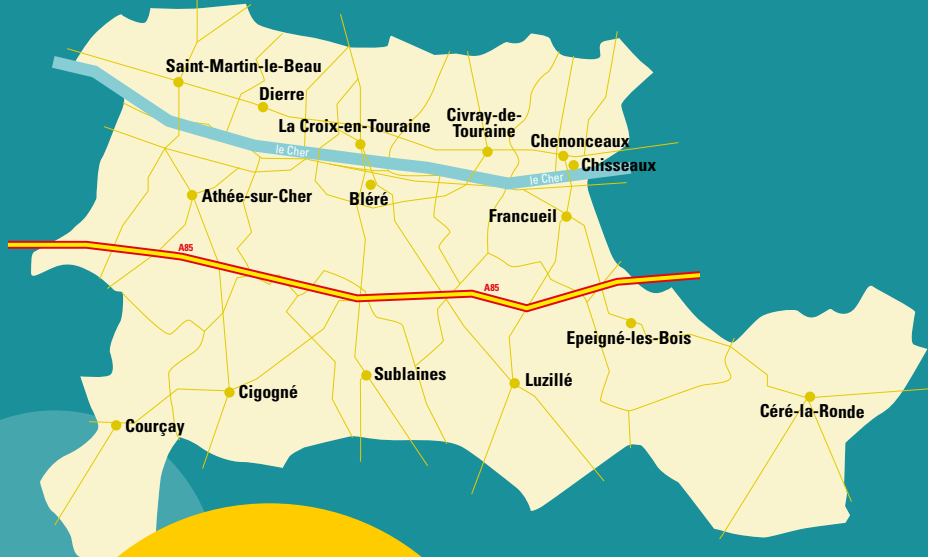 Saint-Martin-le-Beau
Dierre
La Croix-en-Touraine
Civray-de-
Touraine
Chenonceaux
le Cher
Chisseaux
le Cher
Athée-sur-Cher
Bléré
Francueil
A85
A85
Epeigné-les-Bois
Sublaines
Luzillé
Cigogné
Céré-la-Ronde
Courçay